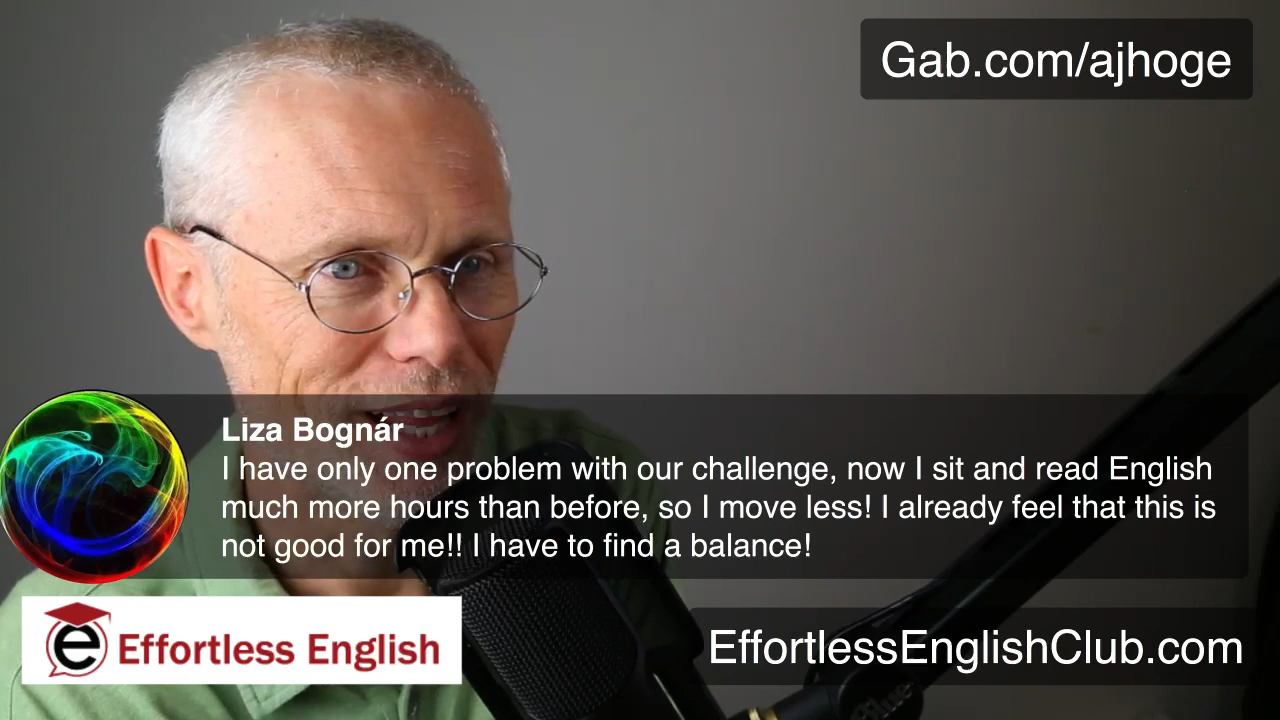 Gab.com/ajhoge
Liza Bognár
I have only one problem with our challenge, now I sit and read English
much more hours than before, so I move less! I already feel that this is
not good for me!! I have to find a balance!
e Effortless English
EffortlessEnglishClub.com
Blue